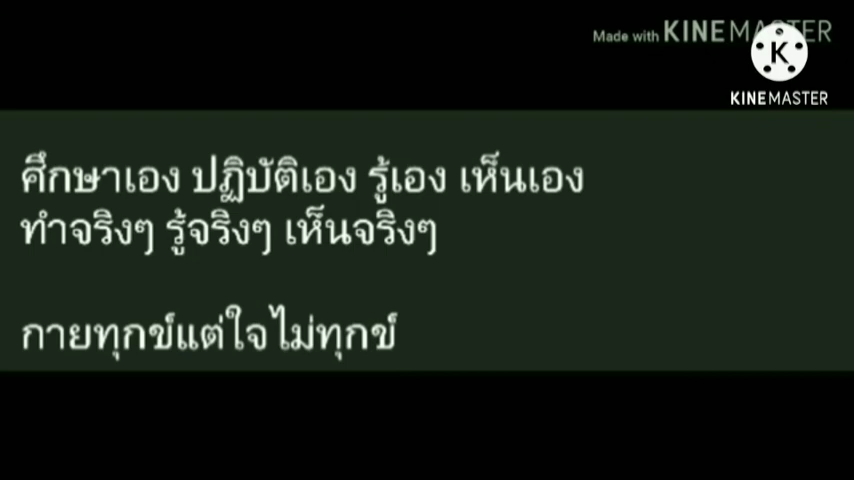 Made with KINEMASTER
KINEMASTER
ศึกษาเอง ปฏิบัติเอง รู้เอง เห็นเอง
ทำจริงๆ รู้จริงๆ เห็นจริงๆ
กายทุกข์แต่ใจไม่ทุกข์